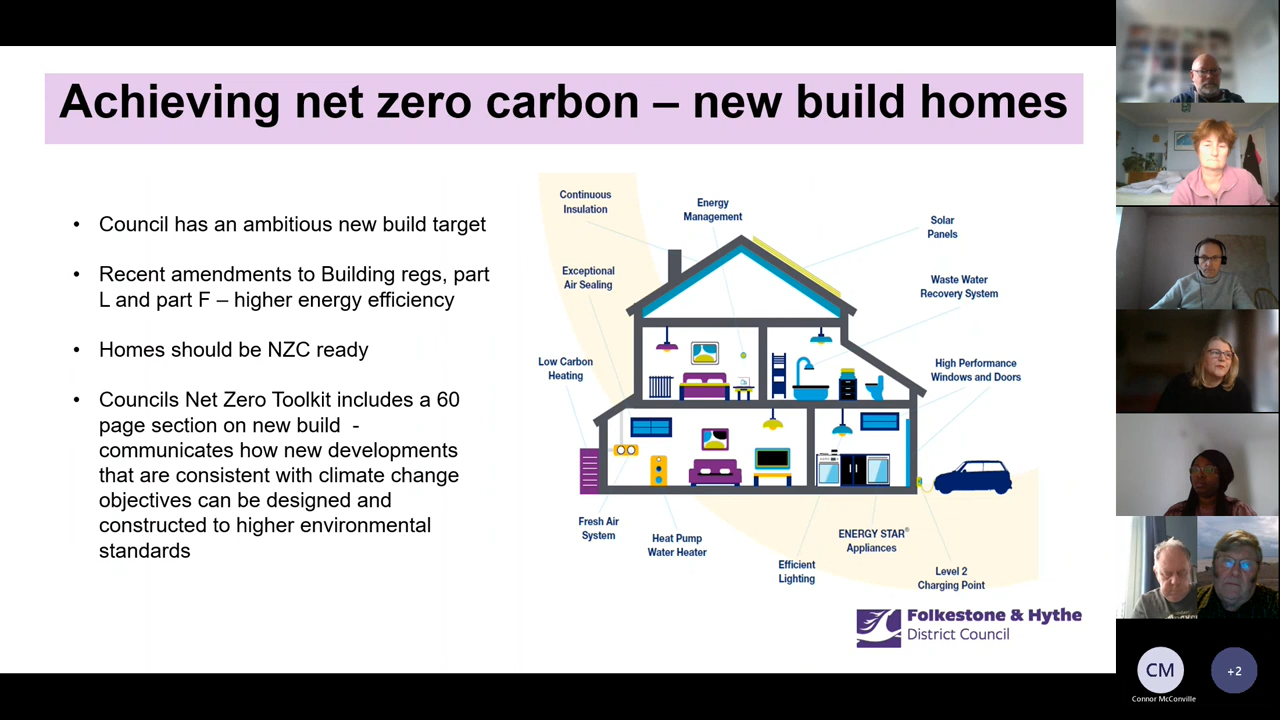 Achieving net zero carbon – new build homes
• Council has an ambitious new build target
• Recent amendments to Building regs, part
L and part F – higher energy efficiency
• Homes should be NZC ready
• Councils Net Zero Toolkit includes a 60
page section on new build -
communicates how new developments
that are consistent with climate change
objectives can be designed and
constructed to higher environmental
standards
Continuous
Insulation
Energy
Management
Solar
Panels
Exceptional
Air Sealing
Waste Water
Recovery System
Low Carbon
Heating
High Performance
Windows and Doors
Fresh Air
System
Heat Pump
Water Heater
Efficient
Lighting
ENERGY STAR®
Appliances
Level 2
Charging Point
Folkestone & Hythe
District Council
CM
+2
Connor McConville